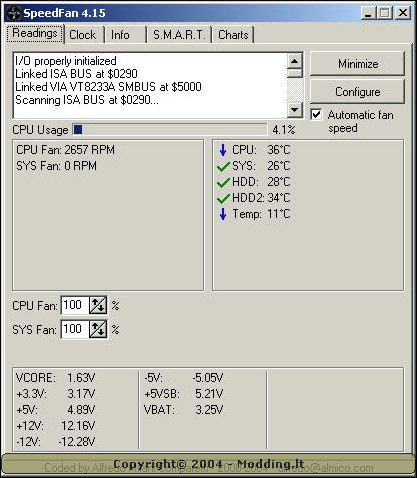 SpeedFan 4.15
Readings Clock Info S.M.A.R.T. Charts
I/O properly initialized
Linked ISA BUS at $0290
Linked VIA VT8233A SMBUS at $5000
Scanning ISA BUS at $0290...
Minimize
Configure
Automatic fan speed
CPU Usage 4.1%
CPU Fan: 2657 RPM
SYS Fan: 0 RPM
CPU: 36°C
SYS: 26°C
HDD: 28°C
HDD2: 34°C
Temp: 11°C
CPU Fan: 100 %
SYS Fan: 100 %
VCORE: 1.63V
+3.3V: 3.17V
+5V: 4.89V
+12V: 12.16V
-12V: -12.28V
-5V: -5.05V
+5VSB: 5.21V
VBAT: 3.25V
Coded by Alfredo 2000-2004 - alfredo@almico.com
Copyright© 2004 - Modding.lt